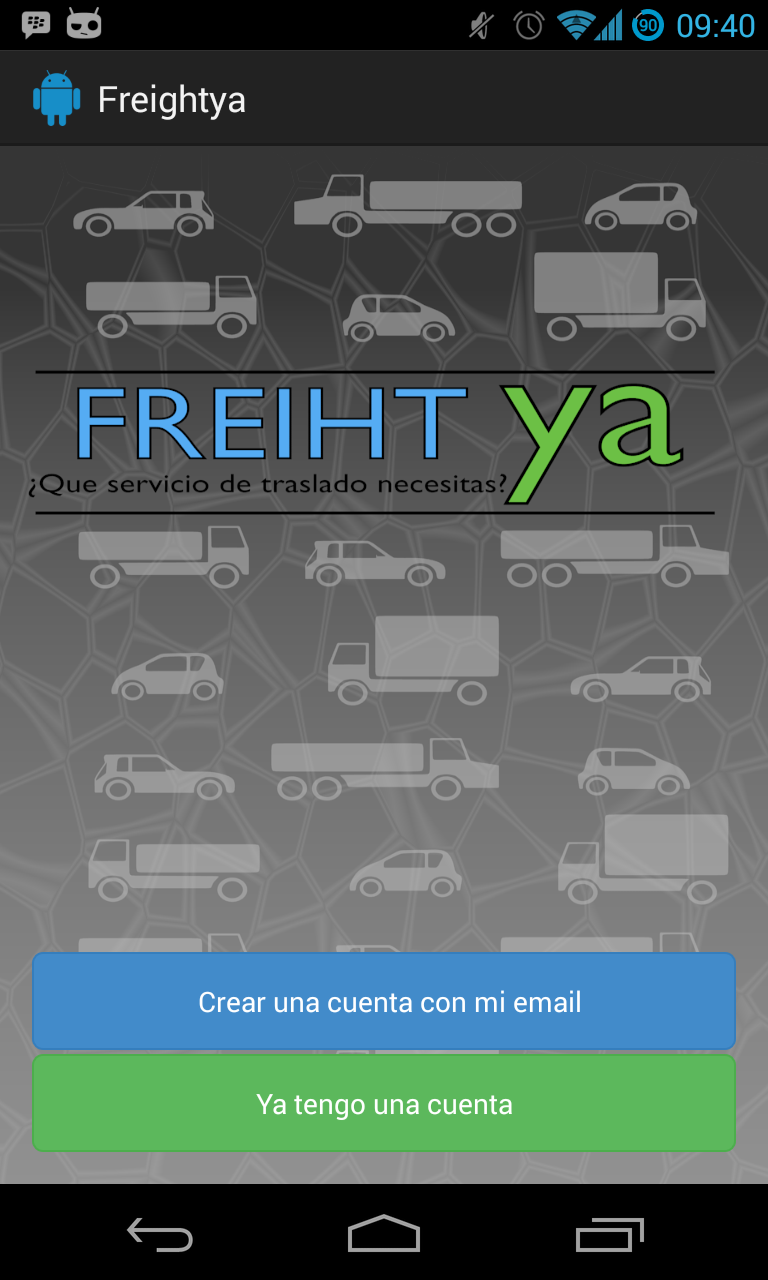 90 09:40
Freightya
FREIHT ya
¿Que servicio de traslado necesitas?
Crear una cuenta con mi email
Ya tengo una cuenta